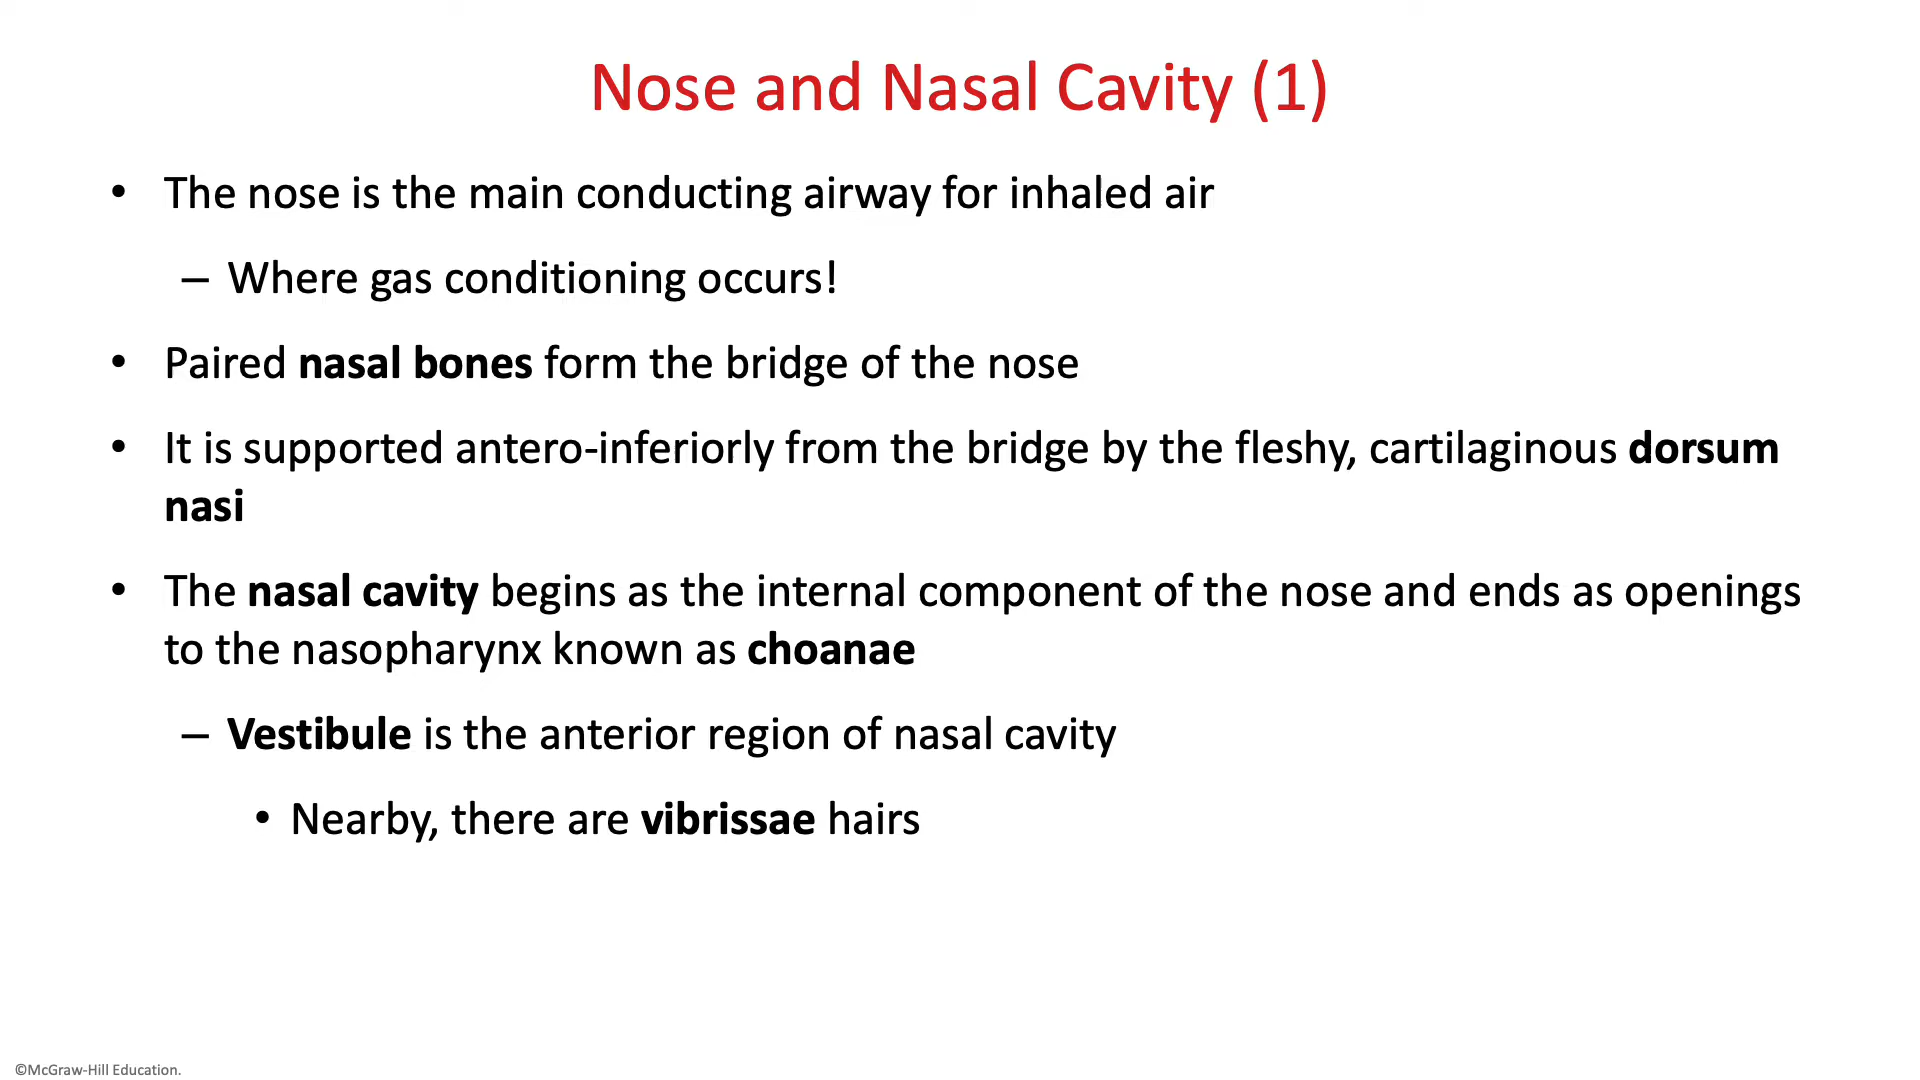 Nose and Nasal Cavity (1)
• The nose is the main conducting airway for inhaled air
– Where gas conditioning occurs!
• Paired nasal bones form the bridge of the nose
• It is supported antero-inferiorly from the bridge by the fleshy, cartilaginous dorsum
nasi
• The nasal cavity begins as the internal component of the nose and ends as openings
to the nasopharynx known as choanae
– Vestibule is the anterior region of nasal cavity
• Nearby, there are vibrissae hairs
©McGraw-Hill Education.